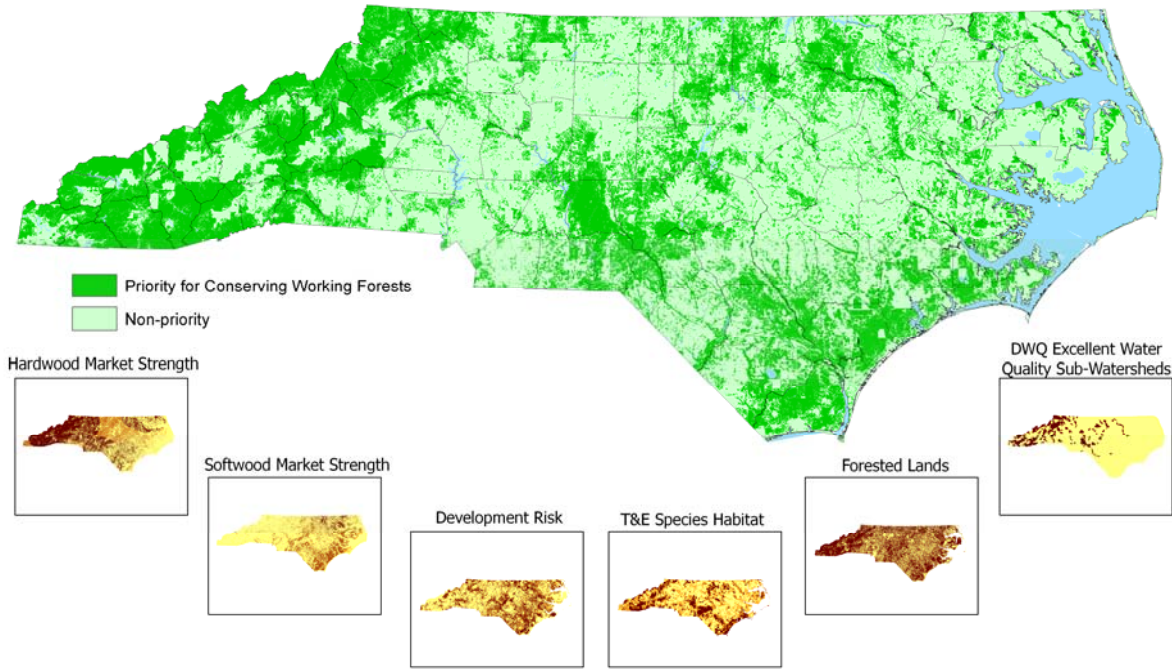 Priority for Conserving Working Forests
Non-priority
Hardwood Market Strength
Softwood Market Strength
Development Risk
T&E Species Habitat
Forested Lands
DWQ Excellent Water
Quality Sub-Watersheds